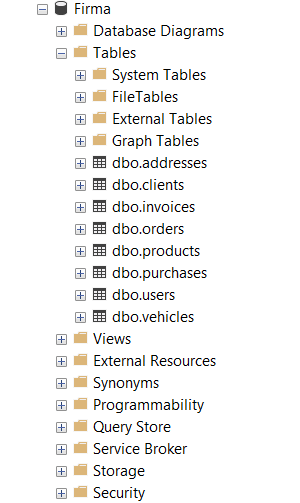 Firma
Database Diagrams
Tables
System Tables
FileTables
External Tables
Graph Tables
dbo.addresses
dbo.clients
dbo.invoices
dbo.orders
dbo.products
dbo.purchases
dbo.users
dbo.vehicles
Views
External Resources
Synonyms
Programmability
Query Store
Service Broker
Storage
Security